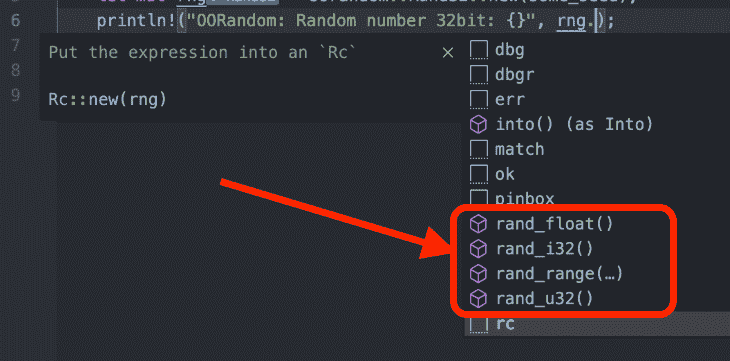 6 println!("OORandom: Random number 32bit: {}", rng.);
7
8
9
Put the expression into an `Rc`
Rc::new(rng)
dbg
dbgr
err
into() (as Into)
match
ok
pinbox
rand_float()
rand_i32()
rand_range(…)
rand_u32()
rc